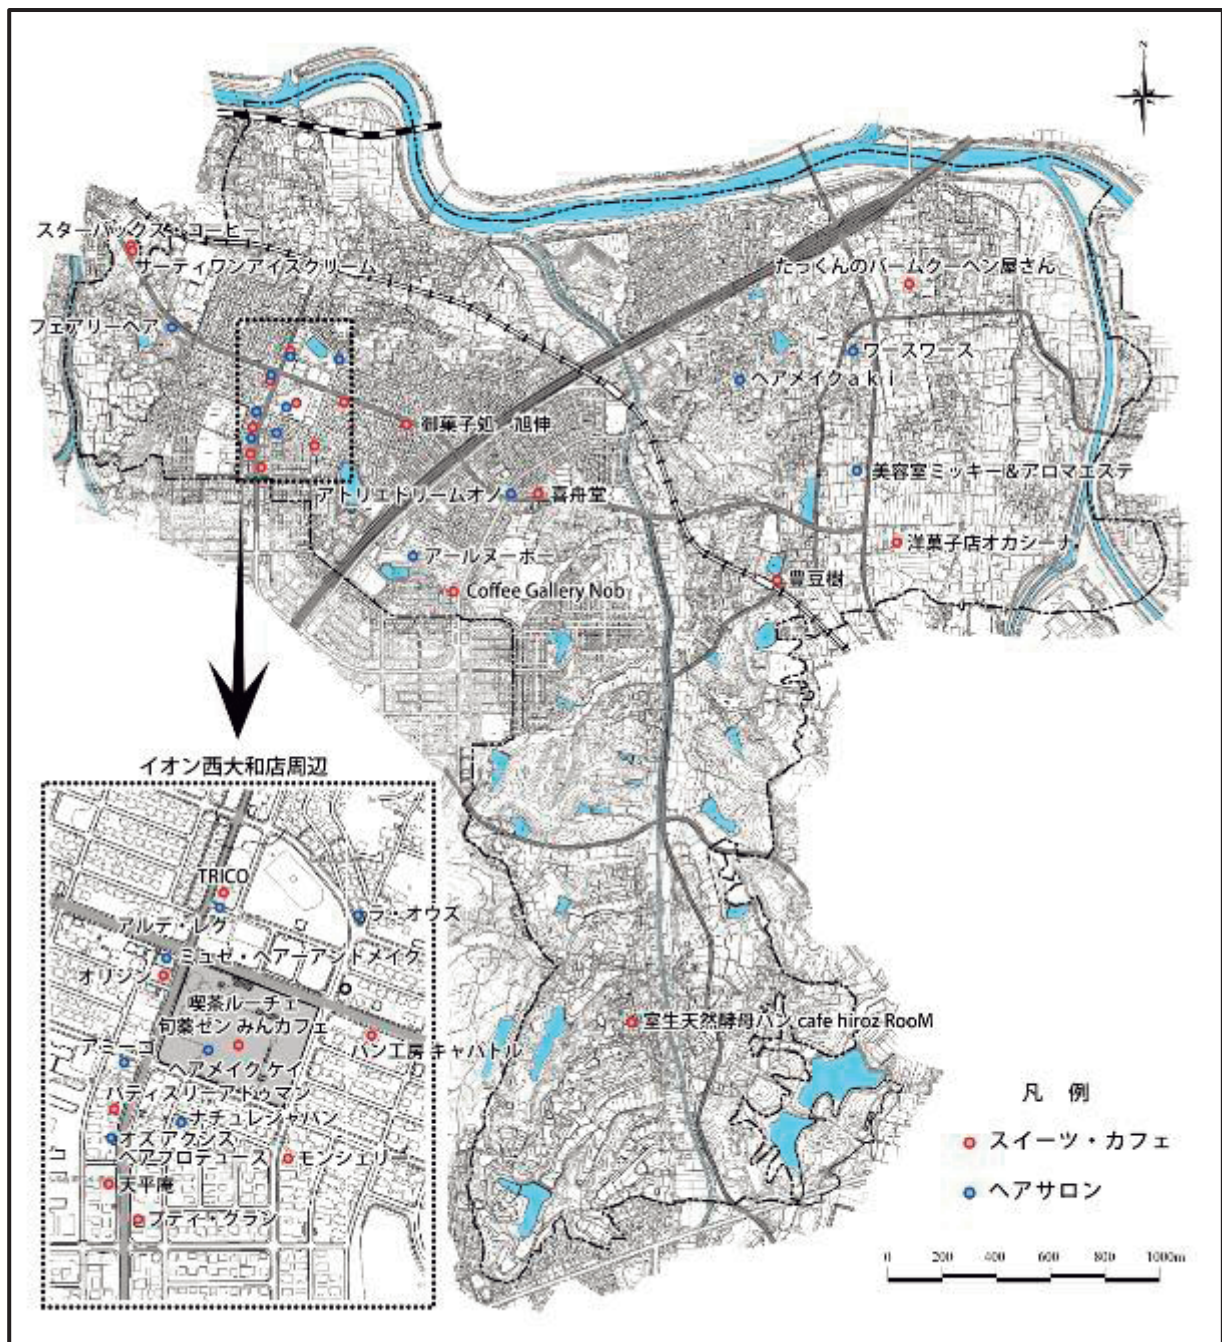 N
スターバックス・コーヒー
サーティワンアイスクリーム
たっくんのバームクーヘン屋さん
フェアリーヘア
ワースワース
ヘアメイクａｋｉ
御菓子処 旭伸
美容室ミッキー＆アロマエステ
アトリエドリームオノ
喜舟堂
洋菓子店オカシーナ
アールヌーボー
豊豆樹
Coffee Gallery Nob
イオン西大和店周辺
TRICO
ラ・オウズ
アルテ・レグ
ミュゼ・ヘアーアンドメイク
オリジン
喫茶ルーチェ
旬菜ゼン みんカフェ
室生天然酵母パン cafe hiroz RooM
パン工房 キャパトル
アミーゴ
ヘアメイク ケイ
パティスリーアトゥマン
ナチュレジャパン
オズ アクシス
ヘアプロデュース
モンシェリー
天平庵
プティ・グラン
凡 例
スイーツ・カフェ
ヘアサロン
0 200 400 600 800 1000m